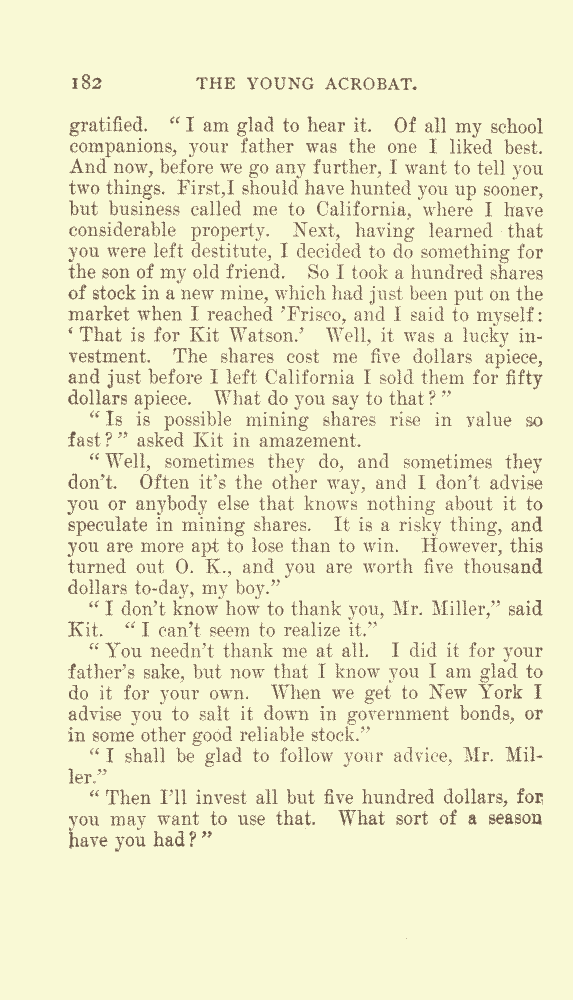 182 THE YOUNG ACROBAT.
gratified. “I am glad to hear it. Of all my school
companions, your father was the one I liked best.
And now, before we go any further, I want to tell you
two things. First,I should have hunted you up sooner,
but business called me to California, where I have
considerable property. Next, having learned that
you were left destitute, I decided to do something for
the son of my old friend. So I took a hundred shares
of stock in a new mine, which had just been put on the
market when I reached ’Frisco, and I said to myself:
‘That is for Kit Watson.’ Well, it was a lucky in-
vestment. The shares cost me five dollars apiece,
and just before I left California I sold them for fifty
dollars apiece. What do you say to that?”
“Is is possible mining shares rise in value so
fast?” asked Kit in amazement.
“Well, sometimes they do, and sometimes they
don’t. Often it’s the other way, and I don’t advise
you or anybody else that knows nothing about it to
speculate in mining shares. It is a risky thing, and
you are more apt to lose than to win. However, this
turned out O. K., and you are worth five thousand
dollars to-day, my boy.”
“I don’t know how to thank you, Mr. Miller,” said
Kit. “I can’t seem to realize it.”
“You needn’t thank me at all. I did it for your
father’s sake, but now that I know you I am glad to
do it for your own. When we get to New York I
advise you to salt it down in government bonds, or
in some other good reliable stock.”
“I shall be glad to follow your advice, Mr. Mil-
ler.”
“Then I’ll invest all but five hundred dollars, for
you may want to use that. What sort of a season
have you had?”